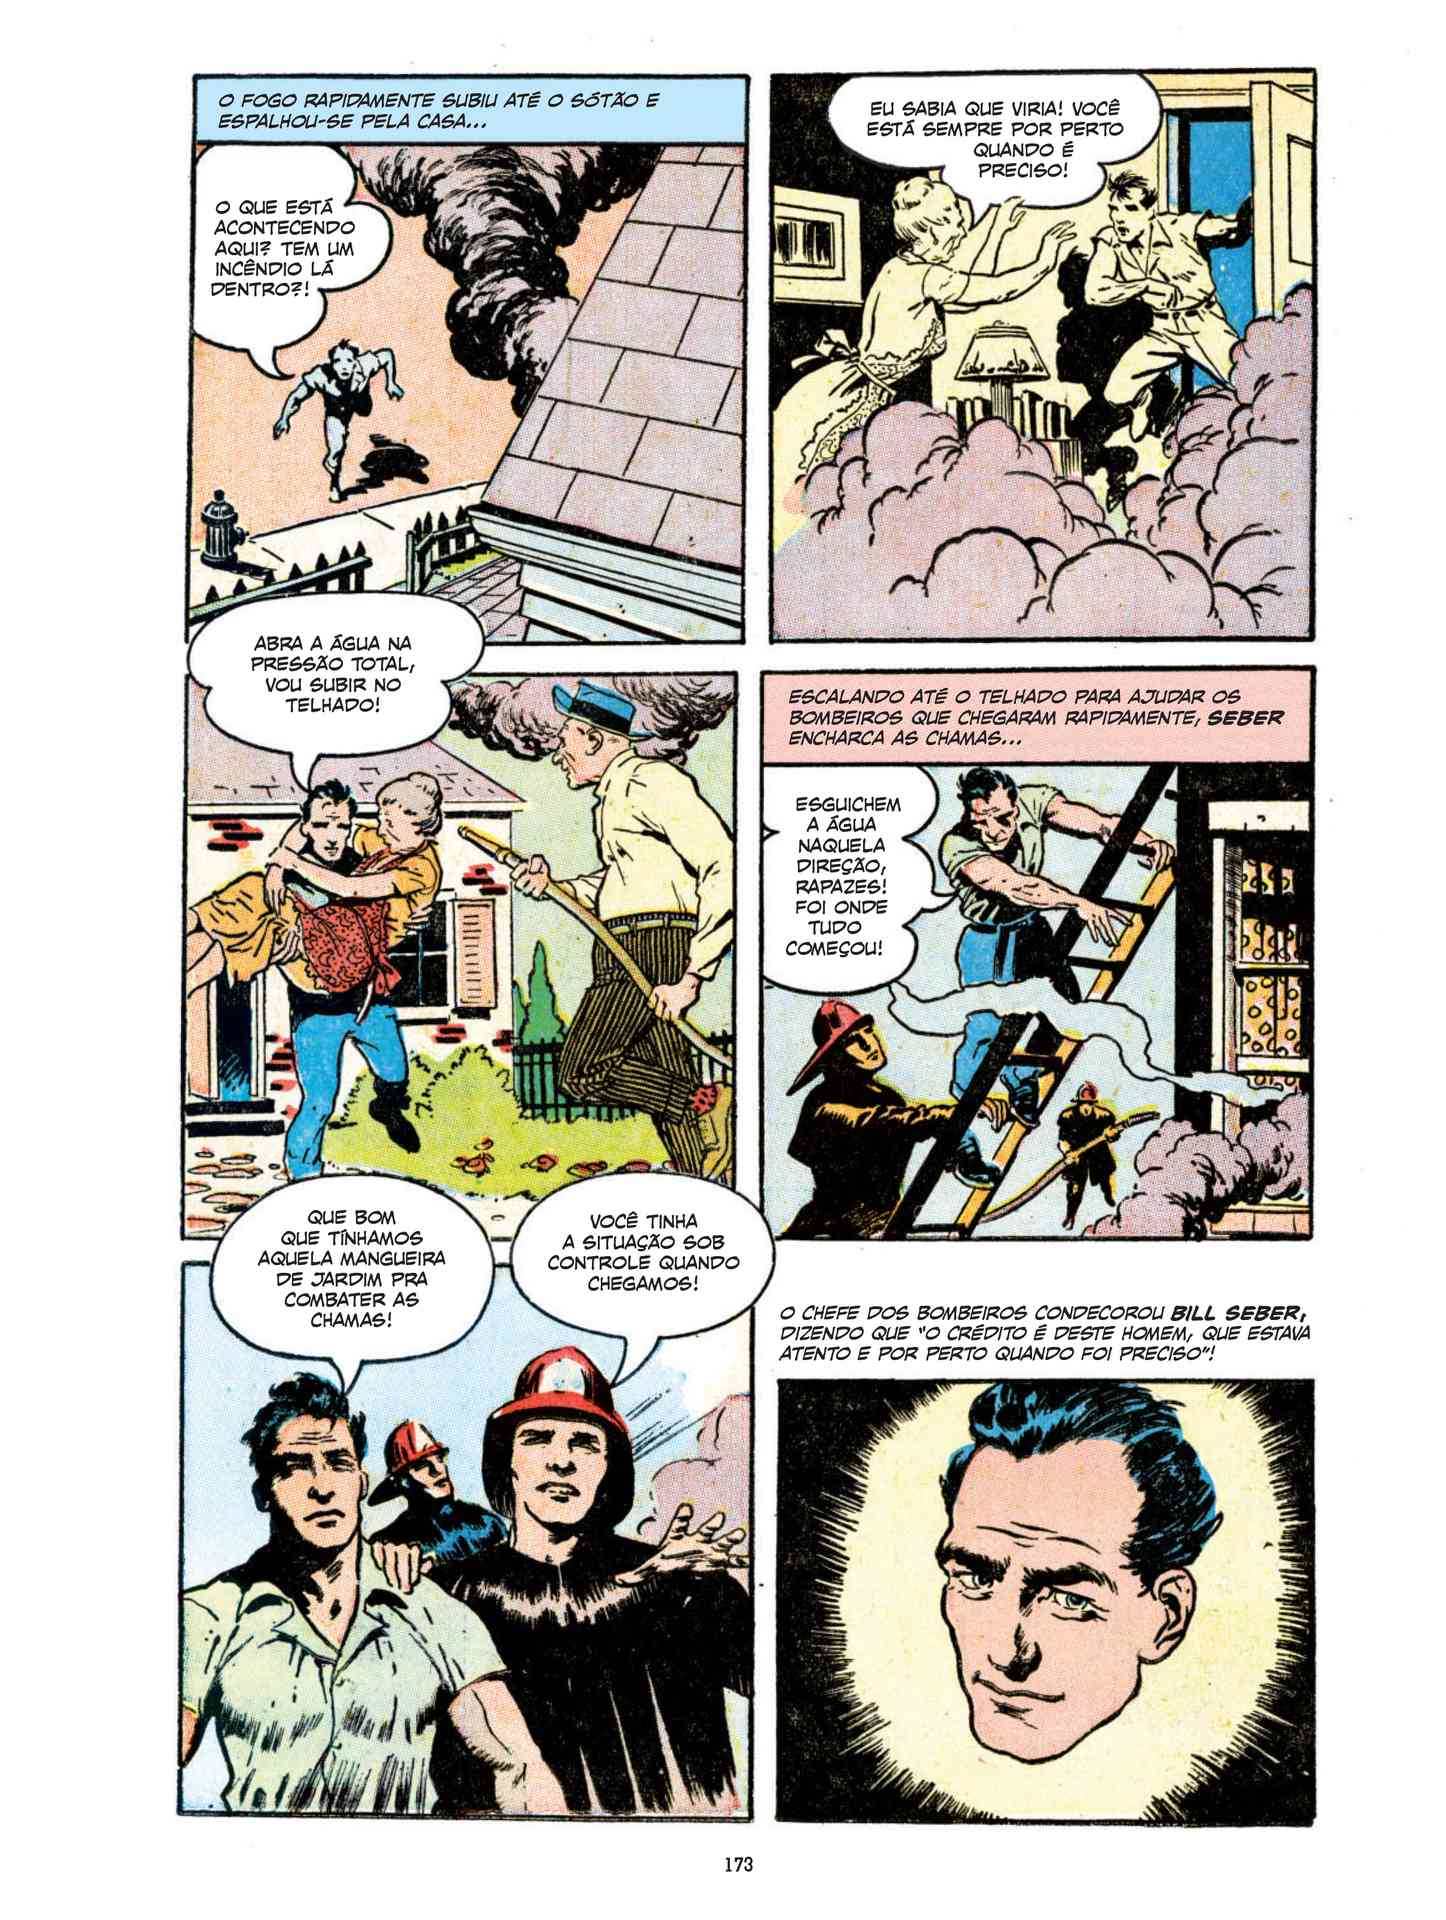 O FOGO RAPIDAMENTE SUBIU ATÉ O SÓTÃO E
ESPALHOU-SE PELA CASA...
O QUE ESTÁ
ACONTECENDO
AQUI? TEM UM
INCÊNDIO LÁ
DENTRO?!
EU SABIA QUE VIRIA! VOCÊ
ESTÁ SEMPRE POR PERTO
QUANDO É
PRECISO!
ABRA A ÁGUA NA
PRESSÃO TOTAL,
VOU SUBIR NO
TELHADO!
ESCALANDO ATÉ O TELHADO PARA AJUDAR OS
BOMBEIROS QUE CHEGARAM RAPIDAMENTE, SEBER
ENCHARCA AS CHAMAS...
ESGUICHEM
A ÁGUA
NAQUELA
DIREÇÃO,
RAPAZES!
FOI ONDE
TUDO
COMEÇOU!
QUE BOM
QUE TÍNHAMOS
AQUELA MANGUEIRA
DE JARDIM PRA
COMBATER AS
CHAMAS!
VOCÊ TINHA
A SITUAÇÃO SOB
CONTROLE QUANDO
CHEGAMOS!
O CHEFE DOS BOMBEIROS CONDECOROU BILL SEBER,
DIZENDO QUE "O CRÉDITO É DESTE HOMEM, QUE ESTAVA
ATENTO E POR PERTO QUANDO FOI PRECISO"!
173